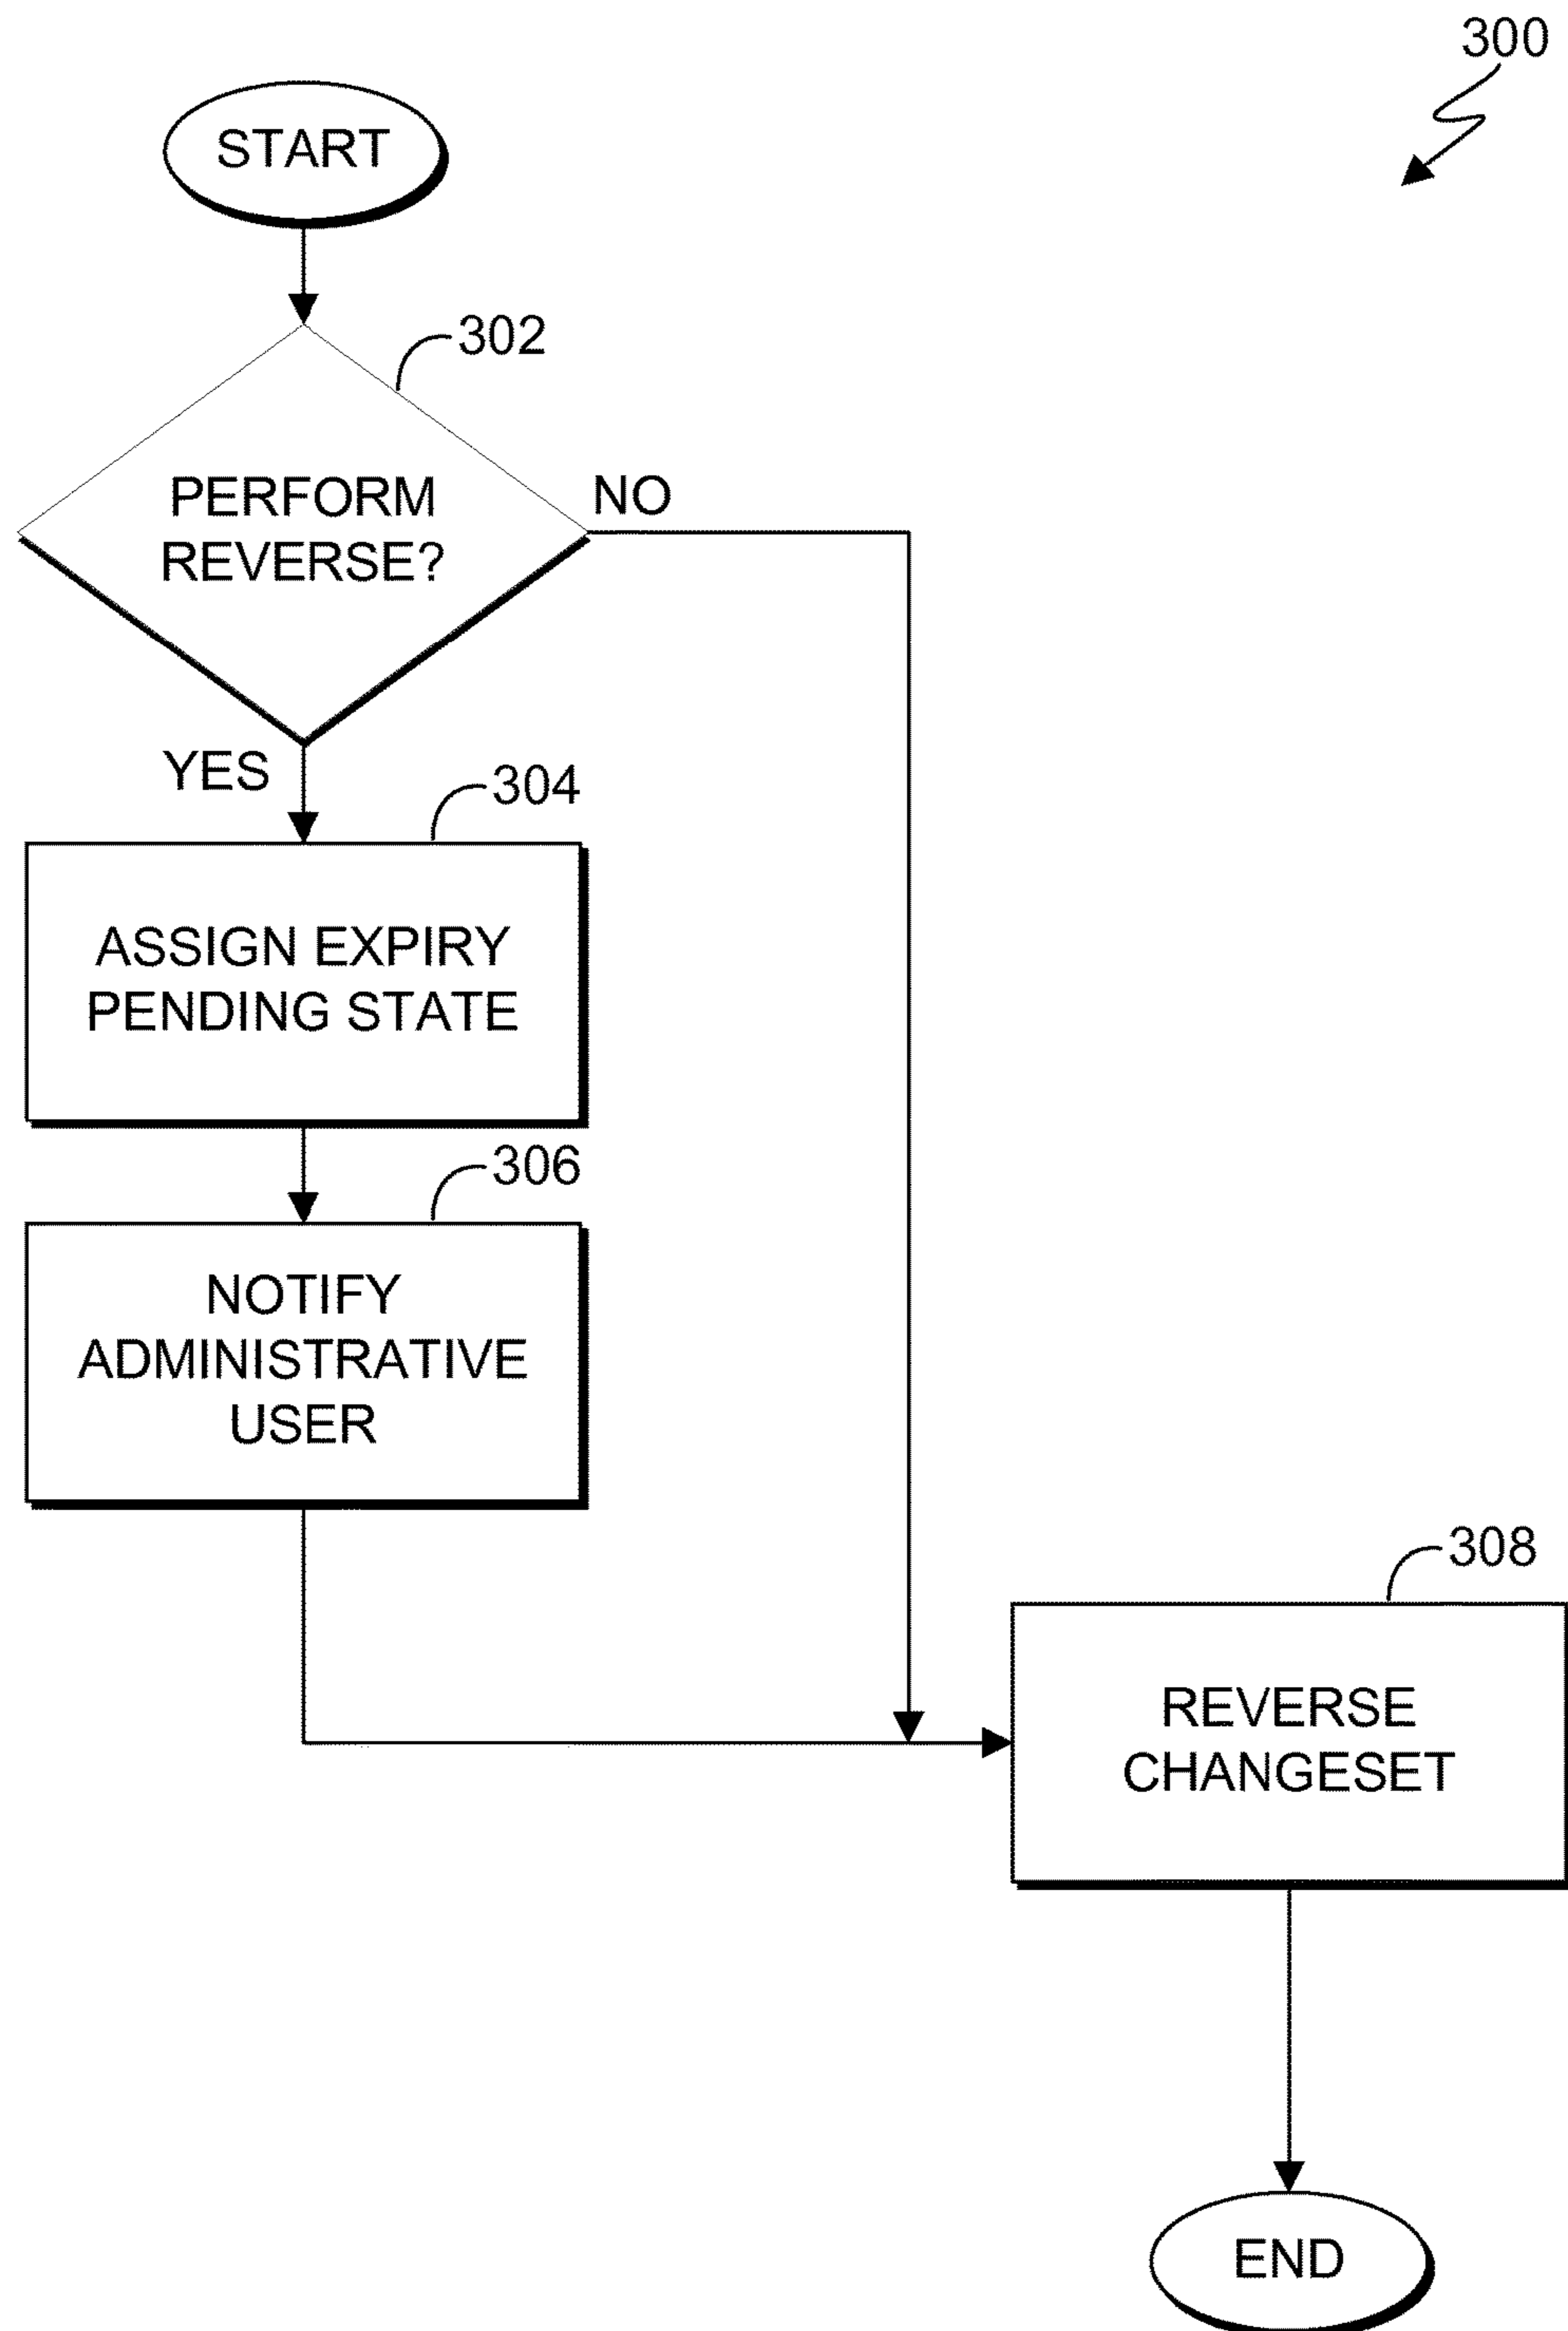 300
START
302
PERFORM
REVERSE?
NO
YES
304
ASSIGN EXPIRY
PENDING STATE
306
NOTIFY
ADMINISTRATIVE
USER
308
REVERSE
CHANGESET
END